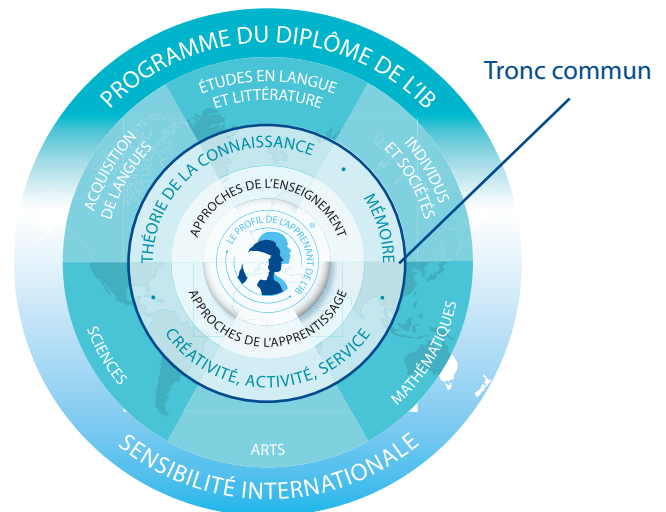 PROGRAMME DU DIPLÔME DE L'IB
Tronc commun
ÉTUDES EN LANGUE
ET LITTÉRATURE
ACQUISITION
DE LANGUES
INDIVIDUS
ET SOCIÉTÉS
THÉORIE DE LA CONNAISSANCE
MÉMOIRE
APPROCHES DE L'ENSEIGNEMENT
LE PROFIL DE L'APPRENANT DE L'IB
®
APPROCHES DE L'APPRENTISSAGE
CRÉATIVITÉ, ACTIVITÉ, SERVICE
SCIENCES
MATHÉMATIQUES
ARTS
SENSIBILITÉ INTERNATIONALE